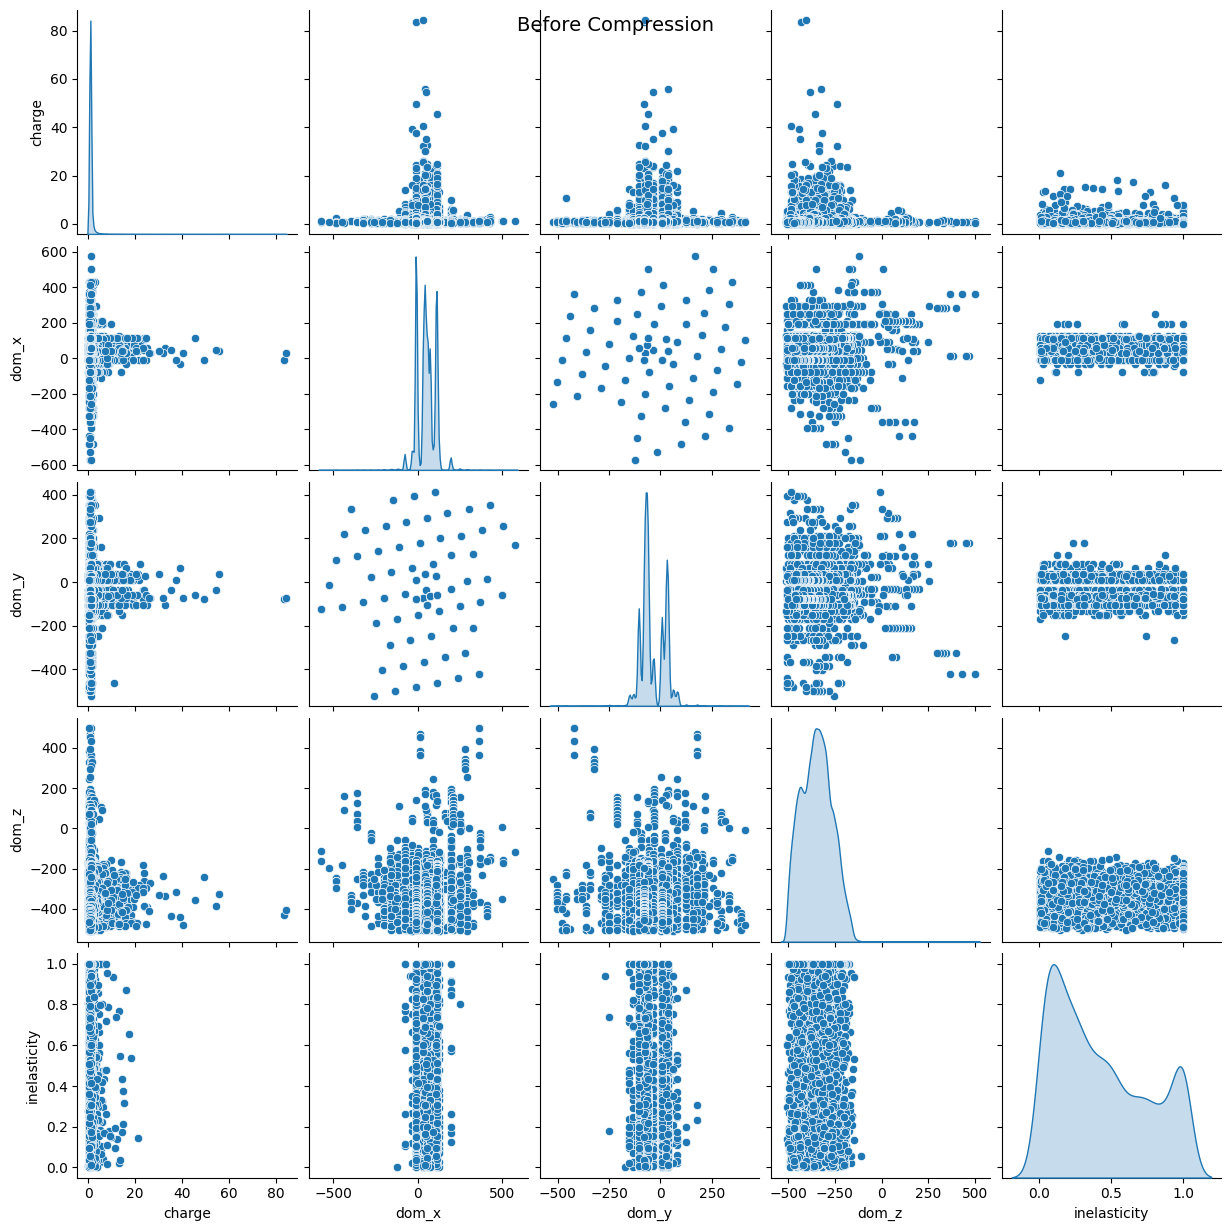 Before Compression
charge
80
60
40
20
0
dom_x
600
400
200
0
−200
−400
−600
dom_y
400
200
0
−200
−400
dom_z
400
200
0
−200
−400
inelasticity
1.0
0.8
0.6
0.4
0.2
0.0
0 20 40 60 80
−500 0 500
−500 −250 0 250
−500 −250 0 250 500
0.0 0.5 1.0
charge dom_x dom_y dom_z inelasticity